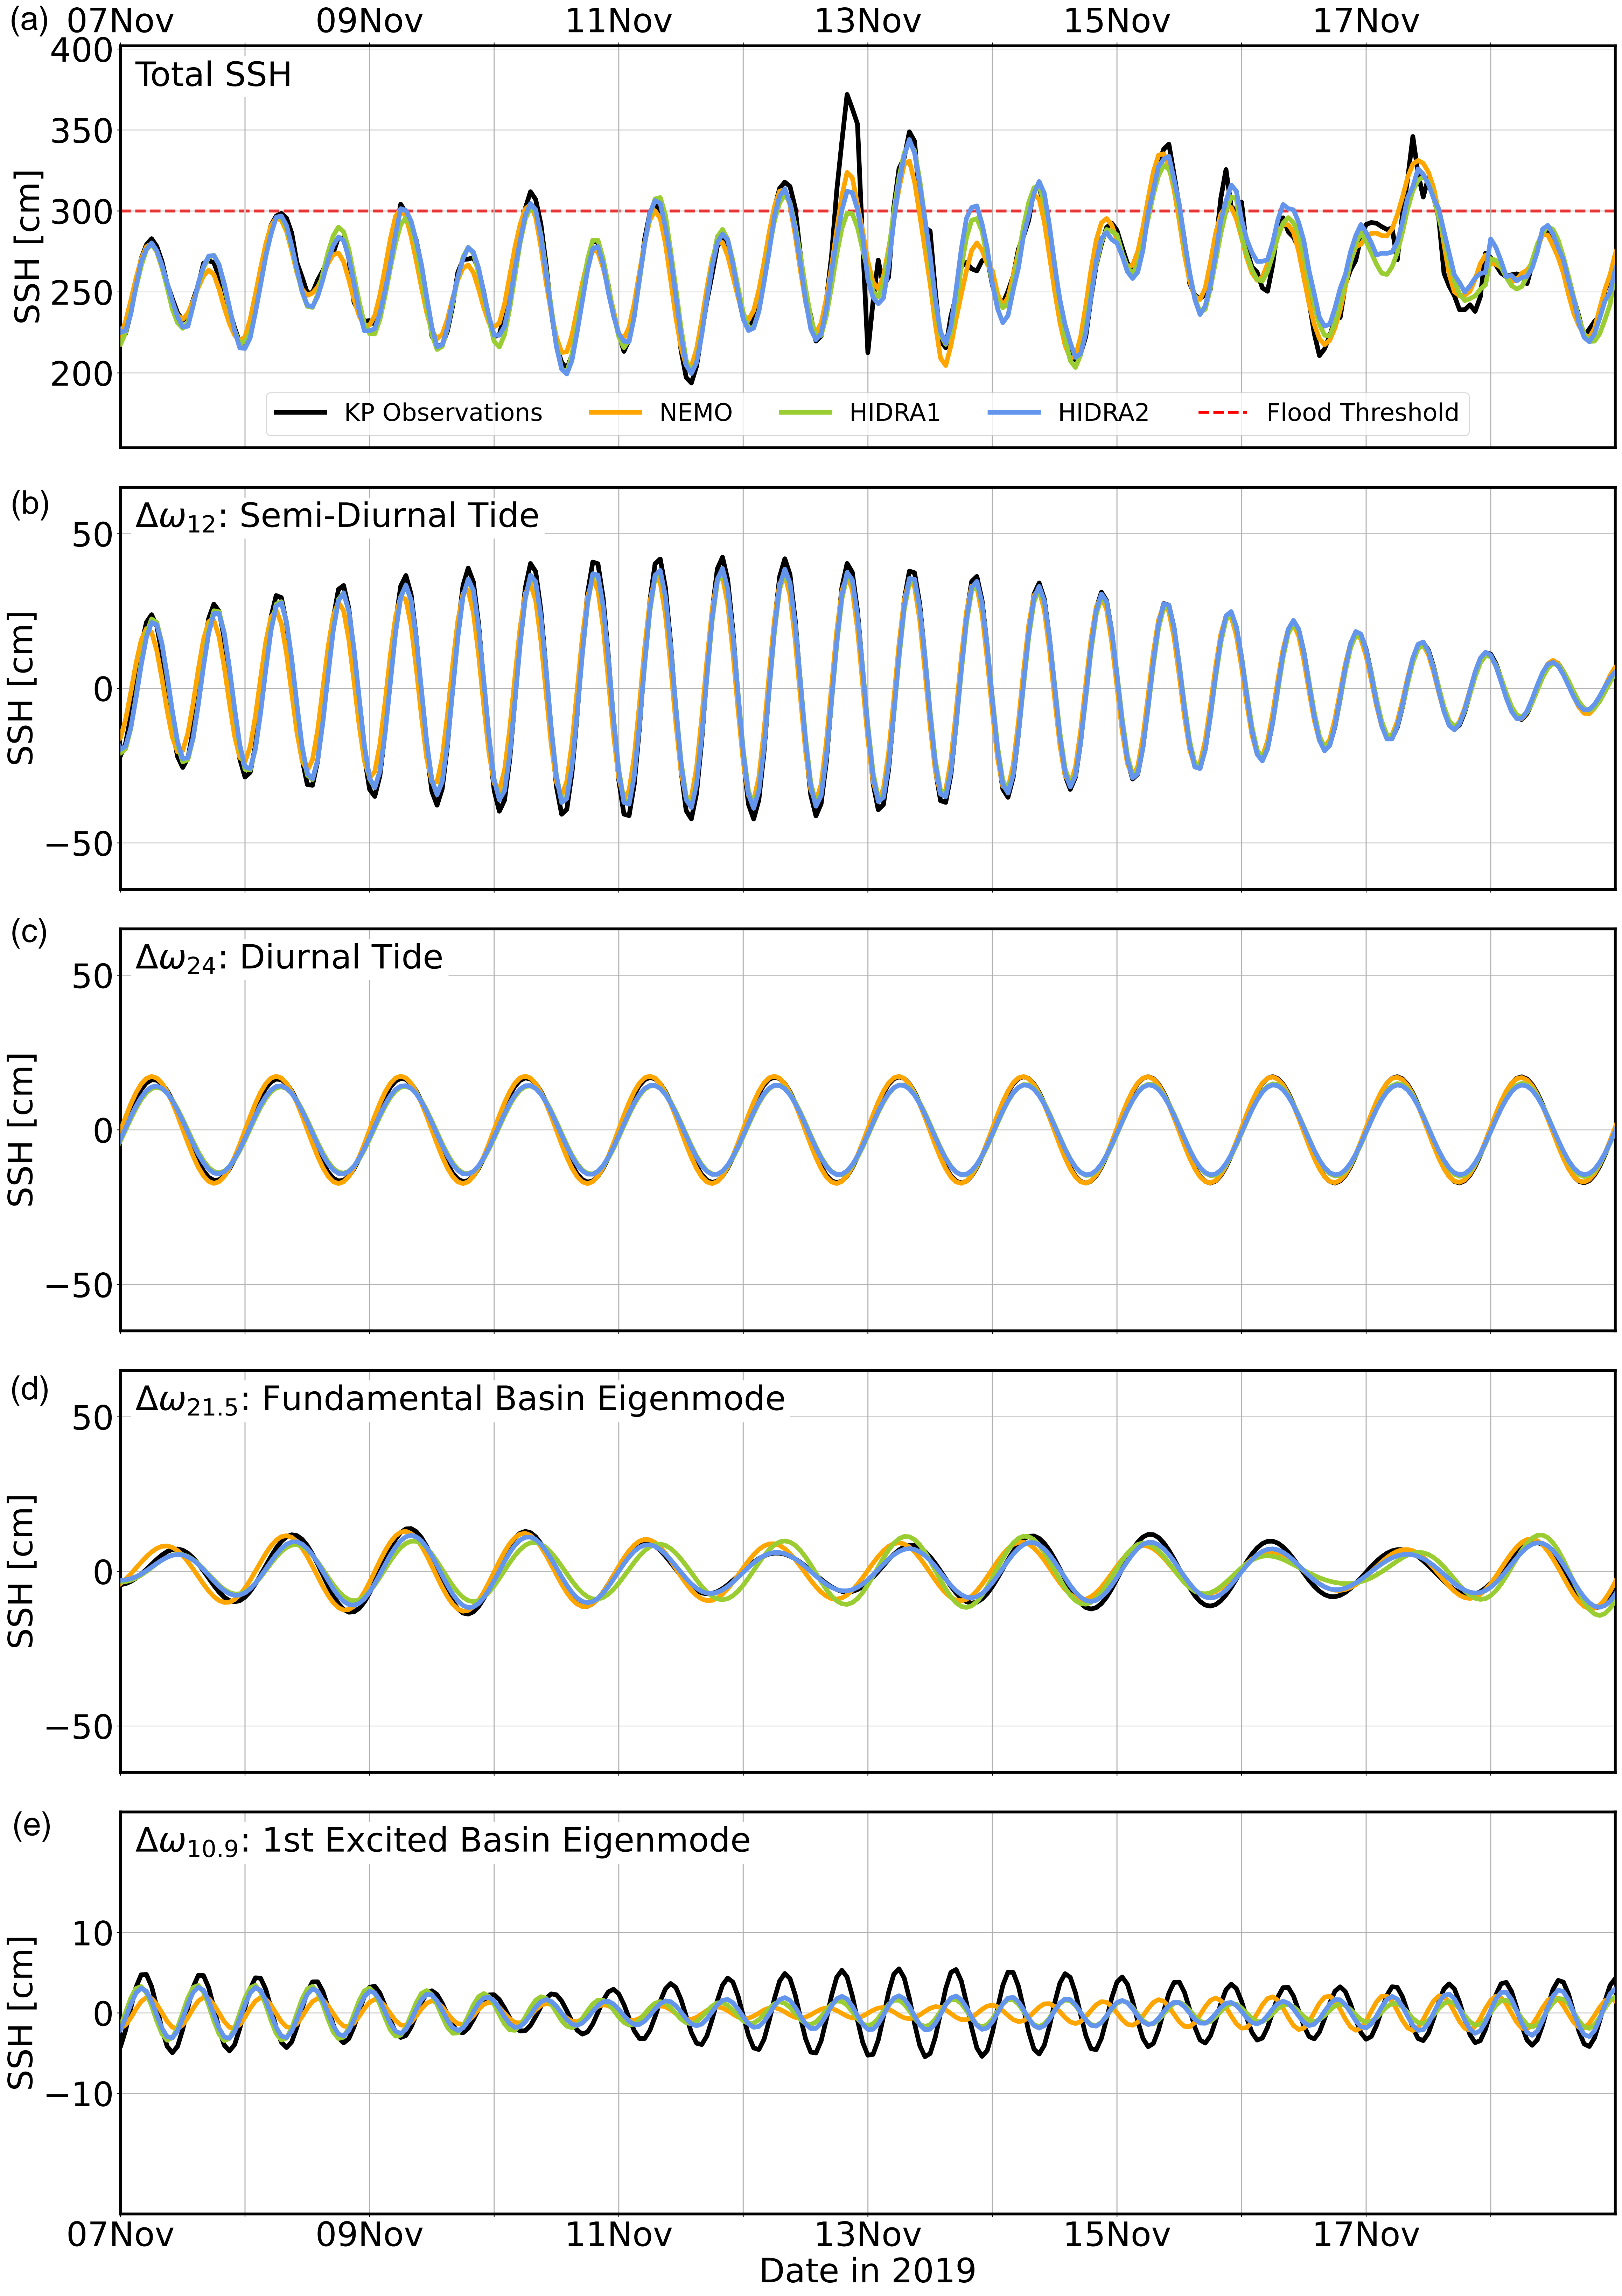 (a) 07Nov 09Nov 11Nov 13Nov 15Nov 17Nov
400
Total SSH
350
300
250
200
SSH [cm]
KP Observations NEMO HIDRA1 HIDRA2 Flood Threshold
(b)
Δω12: Semi-Diurnal Tide
50
0
−50
SSH [cm]
(c)
Δω24: Diurnal Tide
50
0
−50
SSH [cm]
(d)
Δω21.5: Fundamental Basin Eigenmode
50
0
−50
SSH [cm]
(e)
Δω10.9: 1st Excited Basin Eigenmode
10
0
−10
SSH [cm]
07Nov 09Nov 11Nov 13Nov 15Nov 17Nov
Date in 2019